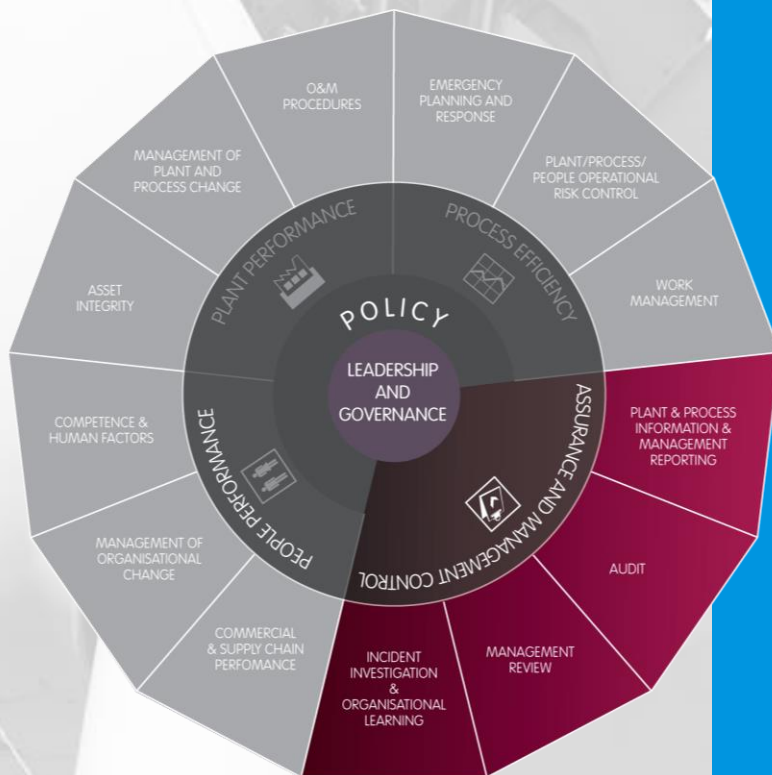 O&M
PROCEDURES
EMERGENCY
PLANNING AND
RESPONSE
PLANT/PROCESS/
PEOPLE OPERATIONAL
RISK CONTROL
WORK
MANAGEMENT
PLANT & PROCESS
INFORMATION &
MANAGEMENT
REPORTING
AUDIT
MANAGEMENT
REVIEW
INCIDENT
INVESTIGATION
&
ORGANISATIONAL
LEARNING
COMMERCIAL
& SUPPLY CHAIN
PERFOMANCE
MANAGEMENT OF
ORGANISATIONAL
CHANGE
COMPETENCE &
HUMAN FACTORS
ASSET
INTEGRITY
MANAGEMENT OF
PLANT AND
PROCESS CHANGE
PLANT PERFORMANCE
PROCESS EFFICIENCY
ASSURANCE AND MANAGEMENT CONTROL
PEOPLE PERFORMANCE
POLICY
LEADERSHIP
AND
GOVERNANCE